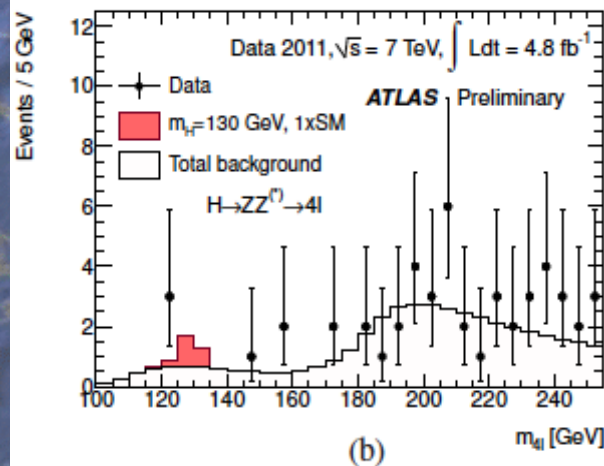 Events / 5 GeV
12
10
8
6
4
2
0
Data 2011, √s = 7 TeV, ∫ Ldt = 4.8 fb⁻¹
Data
ATLAS Preliminary
m_H=130 GeV, 1xSM
Total background
H→ZZ^(*)→4l
100 120 140 160 180 200 220 240
m_4l [GeV]
(b)